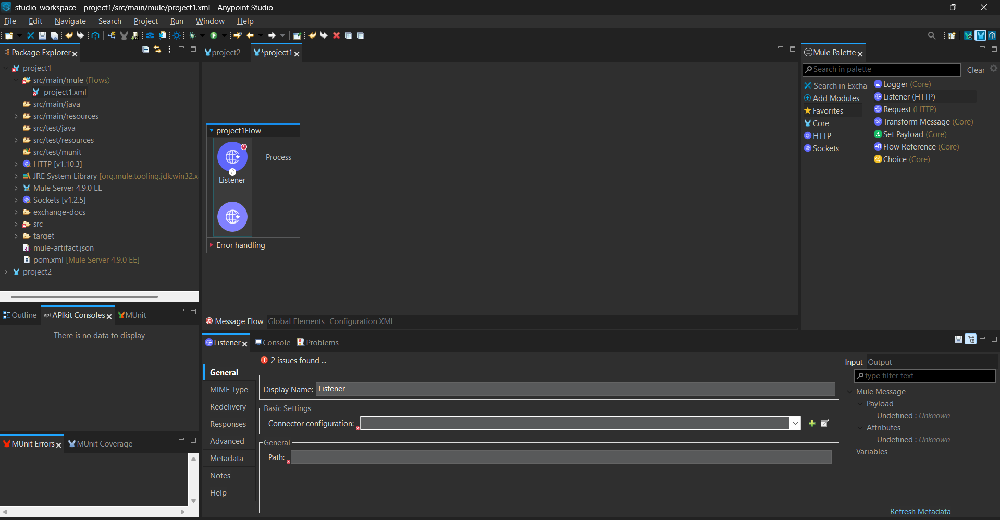 studio-workspace - project1/src/main/mule/project1.xml - Anypoint Studio
File Edit Navigate Search Project Run Window Help
Package Explorer
project1
src/main/mule (Flows)
project1.xml
src/main/java
src/main/resources
src/test/java
src/test/resources
src/test/munit
HTTP [v1.10.3]
JRE System Library [org.mule.tooling.jdk.win32.x
Mule Server 4.9.0 EE
Sockets [v1.2.5]
exchange-docs
src
target
mule-artifact.json
pom.xml [Mule Server 4.9.0 EE]
project2
Outline
api APIkit Consoles
MUnit
There is no data to display
MUnit Errors
MUnit Coverage
project2
*project1
project1Flow
Listener
Process
Error handling
Message Flow Global Elements Configuration XML
Mule Palette
Search in palette
Clear
Search in Excha
Add Modules
Favorites
Core
HTTP
Sockets
Logger (Core)
Listener (HTTP)
Request (HTTP)
Transform Message (Core)
Set Payload (Core)
Flow Reference (Core)
Choice (Core)
Listener
Console
Problems
General
MIME Type
Redelivery
Responses
Advanced
Metadata
Notes
Help
2 issues found ...
Display Name: Listener
Basic Settings
Connector configuration:
General
Path:
Input Output
type filter text
Mule Message
Payload
Undefined : Unknown
Attributes
Undefined : Unknown
Variables
Refresh Metadata